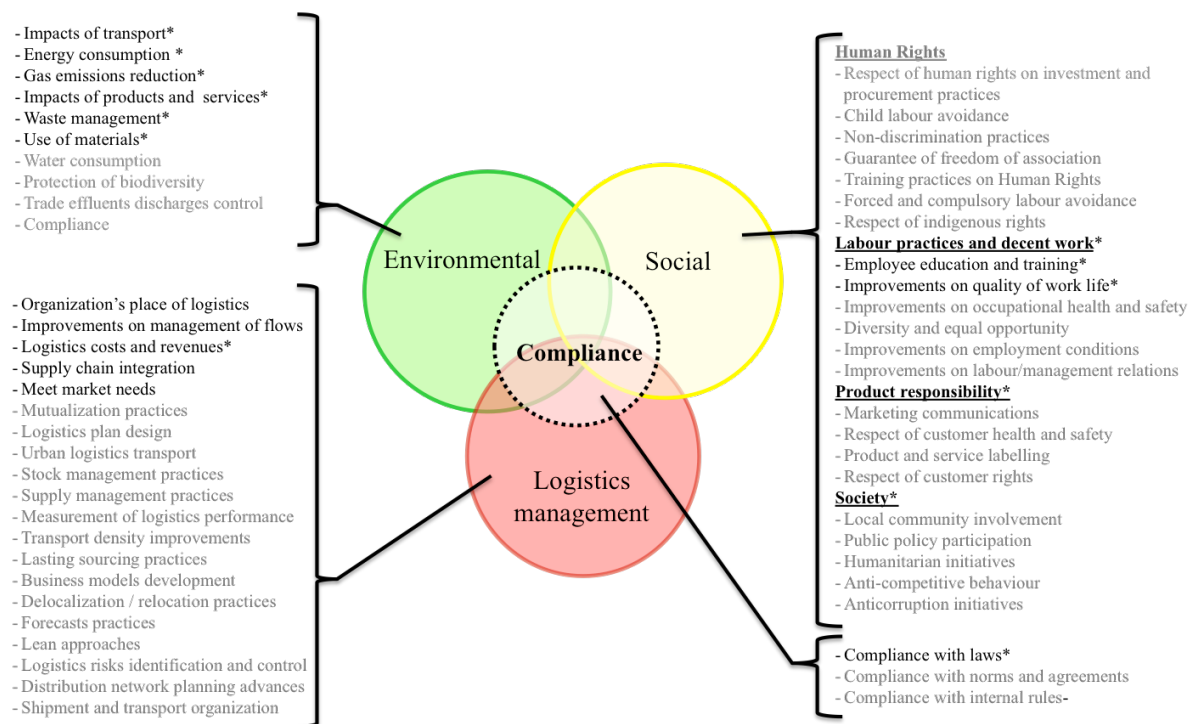 - Impacts of transport*
- Energy consumption *
- Gas emissions reduction*
- Impacts of products and services*
- Waste management*
- Use of materials*
- Water consumption
- Protection of biodiversity
- Trade effluents discharges control
- Compliance
- Organization's place of logistics
- Improvements on management of flows
- Logistics costs and revenues*
- Supply chain integration
- Meet market needs
- Mutualization practices
- Logistics plan design
- Urban logistics transport
- Stock management practices
- Supply management practices
- Measurement of logistics performance
- Transport density improvements
- Lasting sourcing practices
- Business models development
- Delocalization / relocation practices
- Forecasts practices
- Lean approaches
- Logistics risks identification and control
- Distribution network planning advances
- Shipment and transport organization
Environmental
Social
Compliance
Logistics
management
Human Rights
- Respect of human rights on investment and
procurement practices
- Child labour avoidance
- Non-discrimination practices
- Guarantee of freedom of association
- Training practices on Human Rights
- Forced and compulsory labour avoidance
- Respect of indigenous rights
Labour practices and decent work*
- Employee education and training*
- Improvements on quality of work life*
- Improvements on occupational health and safety
- Diversity and equal opportunity
- Improvements on employment conditions
- Improvements on labour/management relations
Product responsibility*
- Marketing communications
- Respect of customer health and safety
- Product and service labelling
- Respect of customer rights
Society*
- Local community involvement
- Public policy participation
- Humanitarian initiatives
- Anti-competitive behaviour
- Anticorruption initiatives
- Compliance with laws*
- Compliance with norms and agreements
- Compliance with internal rules-